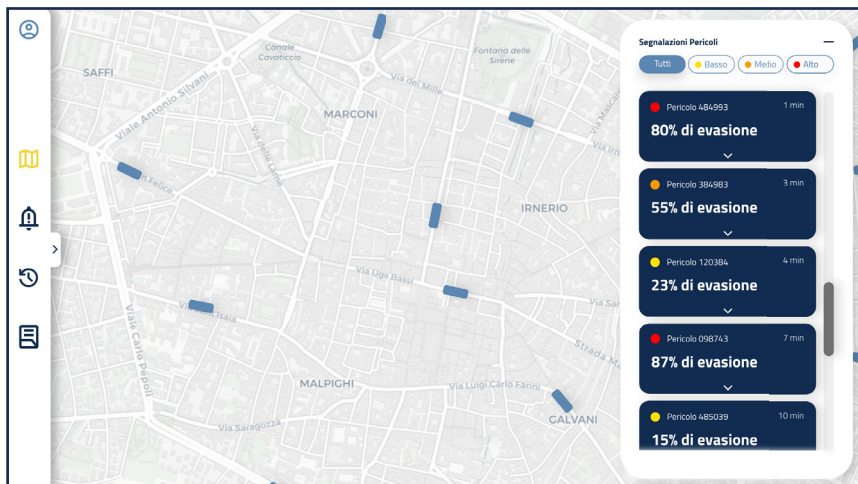 Segnalazioni Pericoli
Tutti
Basso
Medio
Alto
Pericolo 484993
1 min
80% di evasione
Pericolo 384983
3 min
55% di evasione
Pericolo 120384
4 min
23% di evasione
Pericolo 098743
7 min
87% di evasione
Pericolo 485039
10 min
15% di evasione
SAFFI
Canale
Cavaticcio
Fontana delle
Sirene
Via dei Mille
Viale Antonio Silvani
MARCONI
Via delle Lame
Via Mascar
Via Irn
n Felice
IRNERIO
Via Ugo Bassi
Via San
Isaia
Viale Carlo Pepoli
Strada Ma
MALPIGHI
Via Luigi Carlo Farini
GALVANI
Via Saragozza